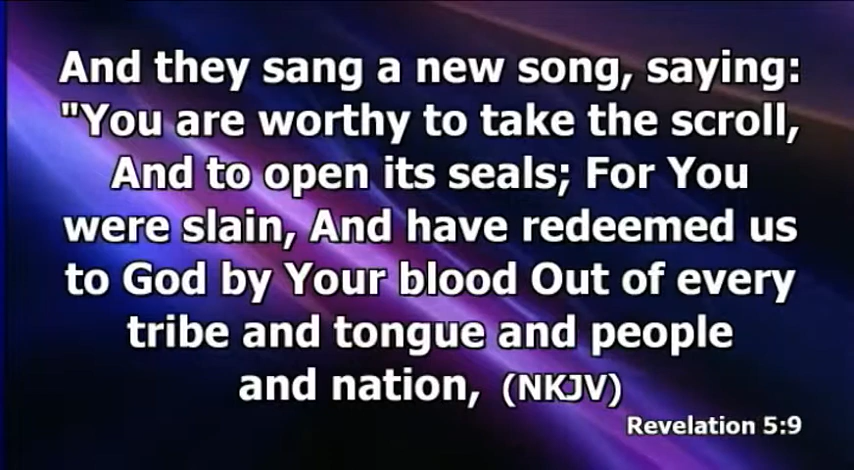 And they sang a new song, saying:
"You are worthy to take the scroll,
And to open its seals; For You
were slain, And have redeemed us
to God by Your blood Out of every
tribe and tongue and people
and nation, (NKJV)
Revelation 5:9